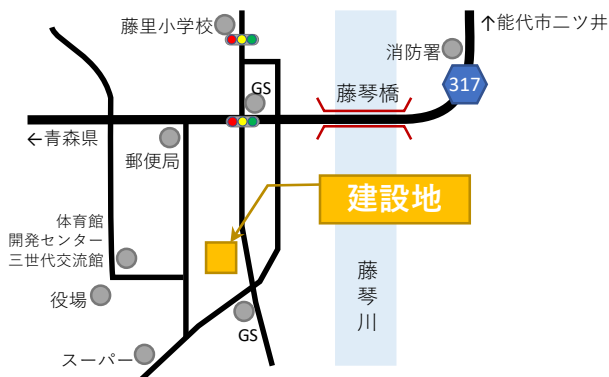 藤里小学校
↑能代市二ツ井
消防署
317
GS
藤琴橋
←青森県
郵便局
建設地
体育館
開発センター
三世代交流館
藤琴川
役場
GS
スーパー